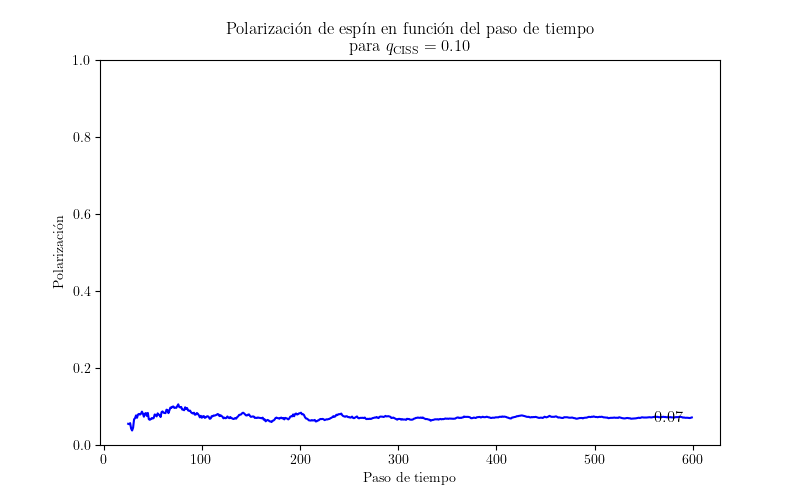 Polarización de espín en función del paso de tiempo
para q_CISS = 0.10
1.0
0.8
0.6
0.4
0.2
0.0
Polarización
0.07
0 100 200 300 400 500 600
Paso de tiempo